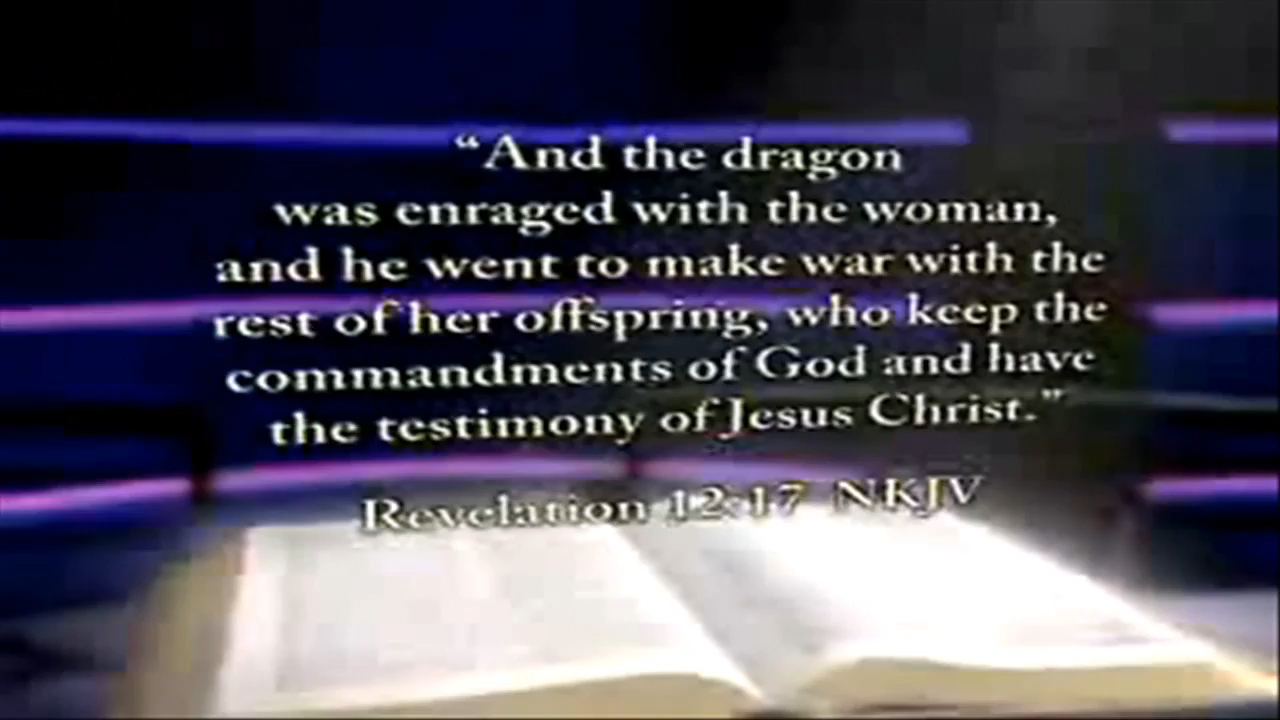 “And the dragon
was enraged with the woman,
and he went to make war with the
rest of her offspring, who keep the
commandments of God and have
the testimony of Jesus Christ.”
Revelation 12:17 NKJV